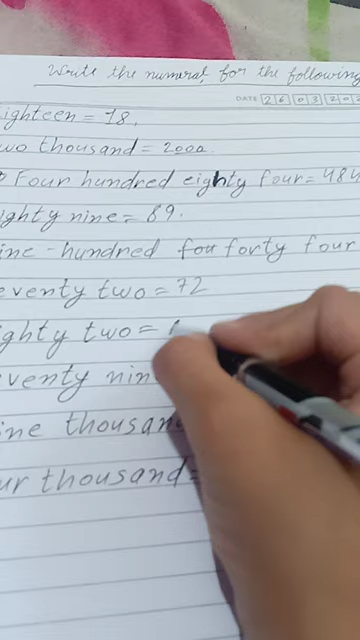 Write the numeral, for the following
DATE 2 6 0 3 2 0 2
ighteen = 18,
wo thousand = 2000.
Four hundred eighty four = 484
ghty nine = 89.
ine - hundred fou forty four
eventy two = 72
ghty two =
eventy nin
ine thousan
ur thousand =